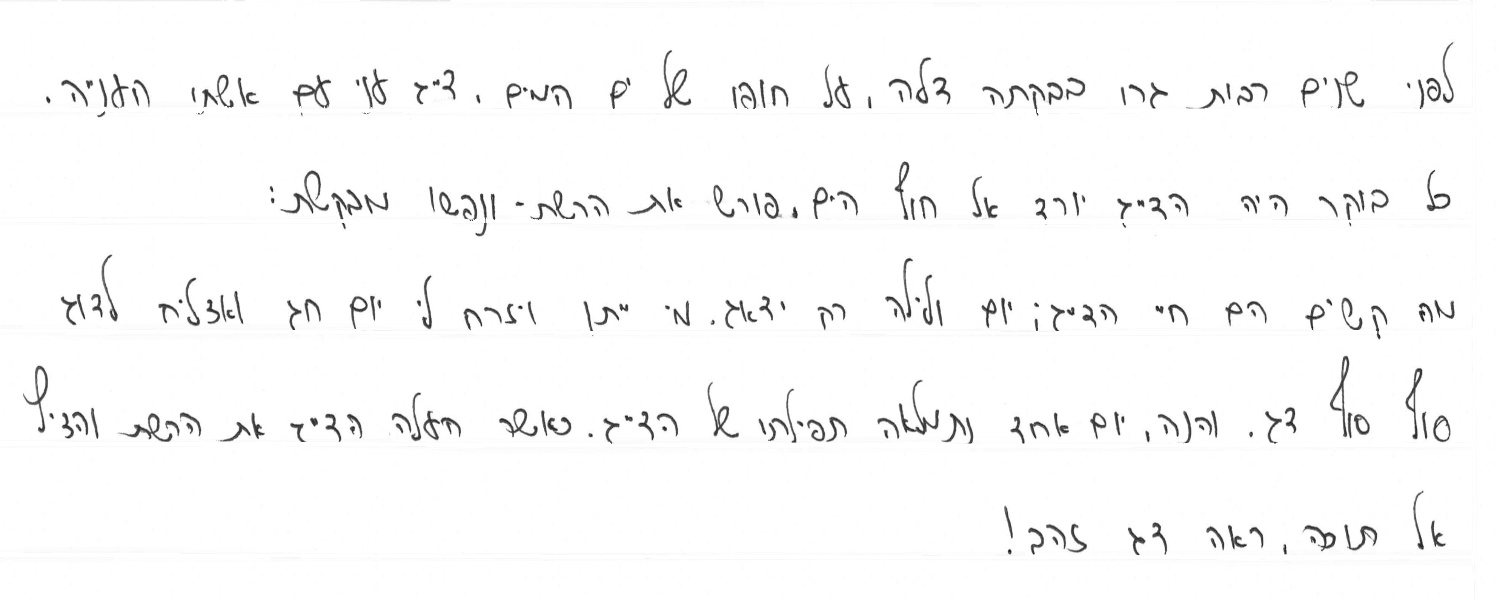 לפני שנים רבות גרו בבקתה דלה, על חופו של ים המים, דייג עני עם אשתו הענייה.
כל בוקר היה הדייג יורד אל חוף הים, פורש את הרשת - ונפשו מבקשת:
מה קשים הם חיי הדייג; יום ולילה רק ידאג. מי ייתן ויזרח לי יום חג ואצליח לדוג
סוף סוף דג. והנה, יום אחד נתמלאה תפילתו של הדייג. כאשר העלה הדייג את הרשת והציף
אל תוכה, ראה דג זהב!